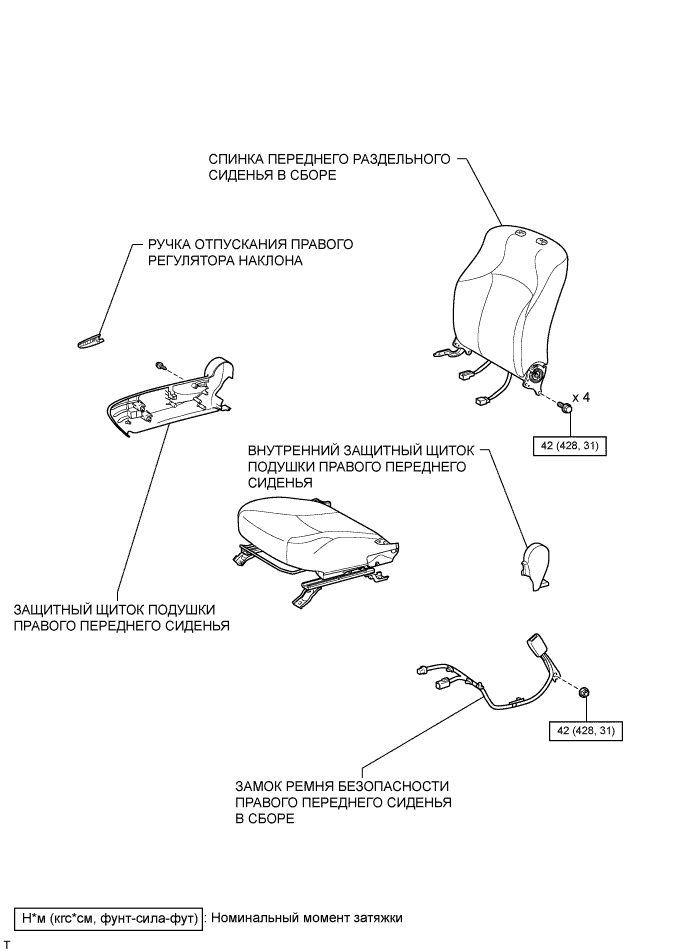 СПИНКА ПЕРЕДНЕГО РАЗДЕЛЬНОГО
СИДЕНЬЯ В СБОРЕ
РУЧКА ОТПУСКАНИЯ ПРАВОГО
РЕГУЛЯТОРА НАКЛОНА
x 4
42 (428, 31)
ВНУТРЕННИЙ ЗАЩИТНЫЙ ЩИТОК
ПОДУШКИ ПРАВОГО ПЕРЕДНЕГО
СИДЕНЬЯ
ЗАЩИТНЫЙ ЩИТОК ПОДУШКИ
ПРАВОГО ПЕРЕДНЕГО СИДЕНЬЯ
42 (428, 31)
ЗАМОК РЕМНЯ БЕЗОПАСНОСТИ
ПРАВОГО ПЕРЕДНЕГО СИДЕНЬЯ
В СБОРЕ
Н*м (кгс*см, фунт-сила-фут) : Номинальный момент затяжки
T